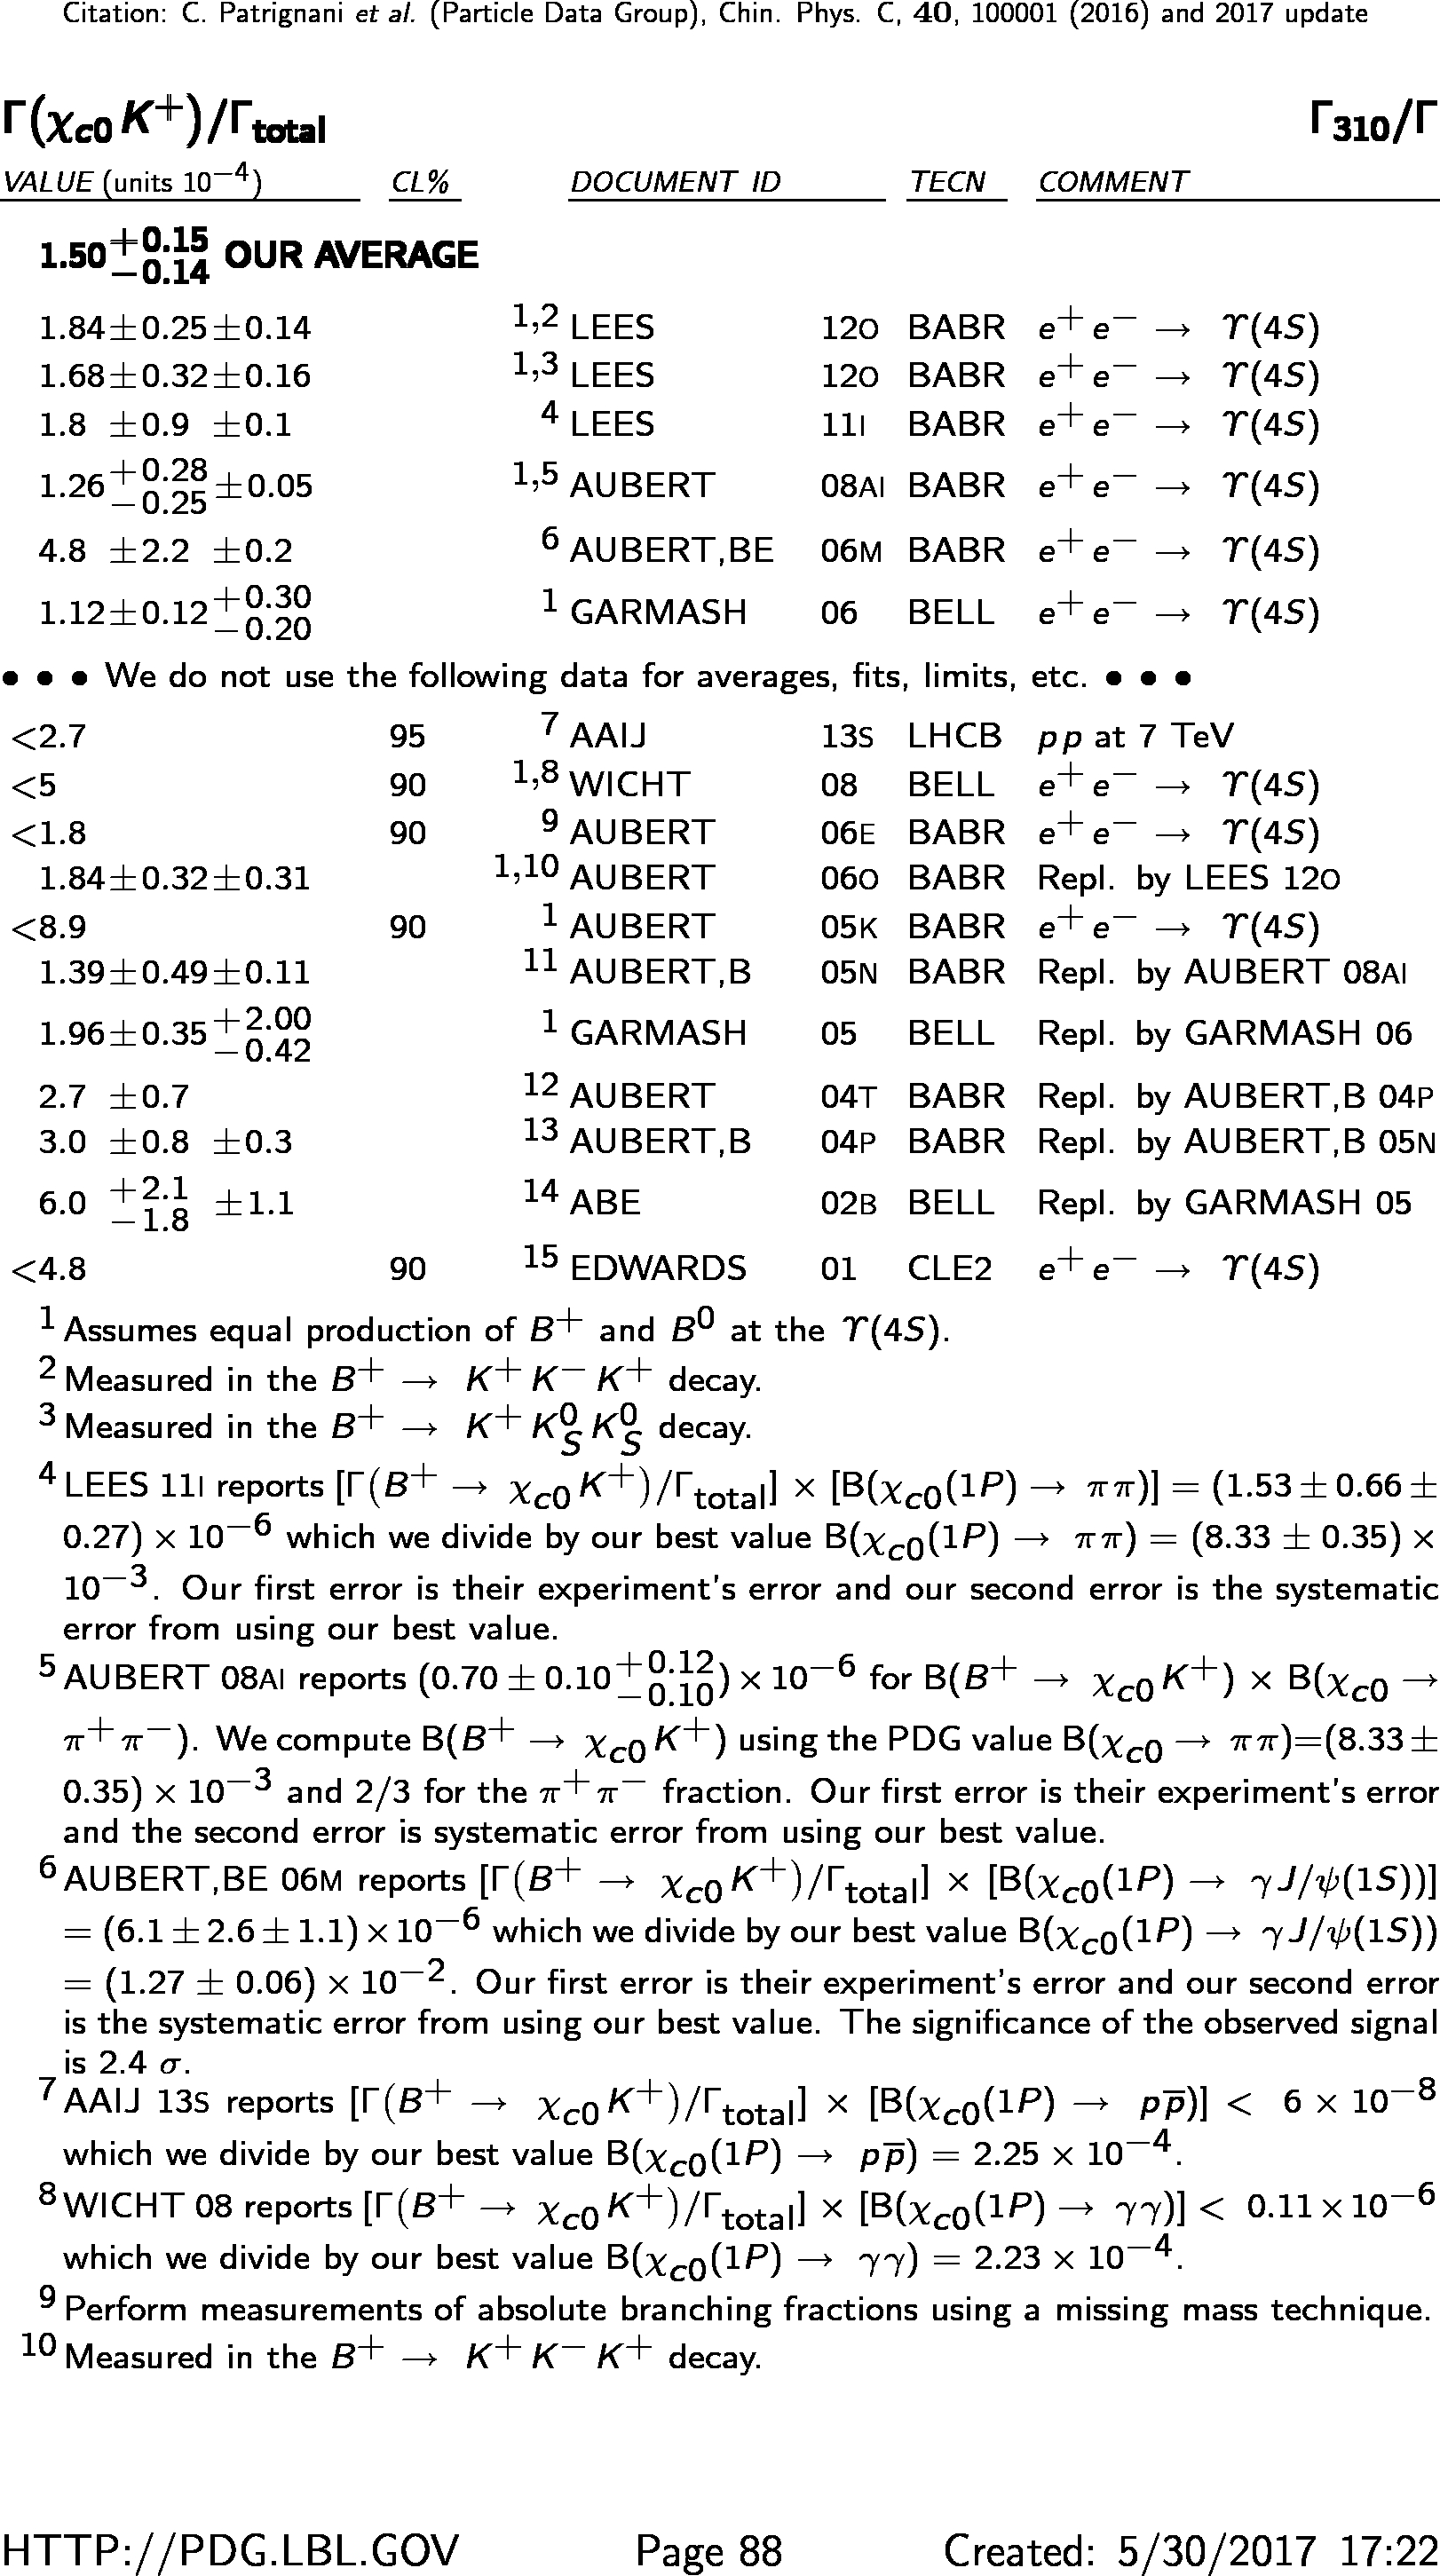 Citation: C. Patrignani et al. (Particle Data Group), Chin. Phys. C, 40, 100001 (2016) and 2017 update
Γ(χc0 K+)/Γtotal Γ310/Γ
VALUE (units 10−4) CL% DOCUMENT ID TECN COMMENT
1.50 +0.15 −0.14 OUR AVERAGE
1.84±0.25±0.14 1,2 LEES 12O BABR e+ e− → ϒ(4S)
1.68±0.32±0.16 1,3 LEES 12O BABR e+ e− → ϒ(4S)
1.8 ±0.9 ±0.1 4 LEES 11I BABR e+ e− → ϒ(4S)
1.26 +0.28 −0.25 ±0.05 1,5 AUBERT 08AI BABR e+ e− → ϒ(4S)
4.8 ±2.2 ±0.2 6 AUBERT,BE 06M BABR e+ e− → ϒ(4S)
1.12±0.12 +0.30 −0.20 1 GARMASH 06 BELL e+ e− → ϒ(4S)
• • • We do not use the following data for averages, fits, limits, etc. • • •
<2.7 95 7 AAIJ 13S LHCB pp at 7 TeV
<5 90 1,8 WICHT 08 BELL e+ e− → ϒ(4S)
<1.8 90 9 AUBERT 06E BABR e+ e− → ϒ(4S)
1.84±0.32±0.31 1,10 AUBERT 06O BABR Repl. by LEES 12O
<8.9 90 1 AUBERT 05K BABR e+ e− → ϒ(4S)
1.39±0.49±0.11 11 AUBERT,B 05N BABR Repl. by AUBERT 08AI
1.96±0.35 +2.00 −0.42 1 GARMASH 05 BELL Repl. by GARMASH 06
2.7 ±0.7 12 AUBERT 04T BABR Repl. by AUBERT,B 04P
3.0 ±0.8 ±0.3 13 AUBERT,B 04P BABR Repl. by AUBERT,B 05N
6.0 +2.1 −1.8 ±1.1 14 ABE 02B BELL Repl. by GARMASH 05
<4.8 90 15 EDWARDS 01 CLE2 e+ e− → ϒ(4S)
1 Assumes equal production of B+ and B0 at the ϒ(4S).
2 Measured in the B+ → K+ K− K+ decay.
3 Measured in the B+ → K+ K0S K0S decay.
4 LEES 11I reports [Γ(B+ → χc0 K+)/Γtotal] × [B(χc0(1P) → ππ)] = (1.53 ± 0.66 ±
0.27) × 10−6 which we divide by our best value B(χc0(1P) → ππ) = (8.33 ± 0.35) ×
10−3. Our first error is their experiment's error and our second error is the systematic
error from using our best value.
5 AUBERT 08AI reports (0.70 ± 0.10 +0.12 −0.10) × 10−6 for B(B+ → χc0 K+) × B(χc0 →
π+ π−). We compute B(B+ → χc0 K+) using the PDG value B(χc0 → ππ)=(8.33 ±
0.35) × 10−3 and 2/3 for the π+ π− fraction. Our first error is their experiment's error
and the second error is systematic error from using our best value.
6 AUBERT,BE 06M reports [Γ(B+ → χc0 K+)/Γtotal] × [B(χc0(1P) → γ J/ψ(1S))]
= (6.1 ± 2.6 ± 1.1) × 10−6 which we divide by our best value B(χc0(1P) → γ J/ψ(1S))
= (1.27 ± 0.06) × 10−2. Our first error is their experiment's error and our second error
is the systematic error from using our best value. The significance of the observed signal
is 2.4 σ.
7 AAIJ 13S reports [Γ(B+ → χc0 K+)/Γtotal] × [B(χc0(1P) → pp̅)] < 6 × 10−8
which we divide by our best value B(χc0(1P) → pp̅) = 2.25 × 10−4.
8 WICHT 08 reports [Γ(B+ → χc0 K+)/Γtotal] × [B(χc0(1P) → γγ)] < 0.11 × 10−6
which we divide by our best value B(χc0(1P) → γγ) = 2.23 × 10−4.
9 Perform measurements of absolute branching fractions using a missing mass technique.
10 Measured in the B+ → K+ K− K+ decay.
HTTP://PDG.LBL.GOV Page 88 Created: 5/30/2017 17:22